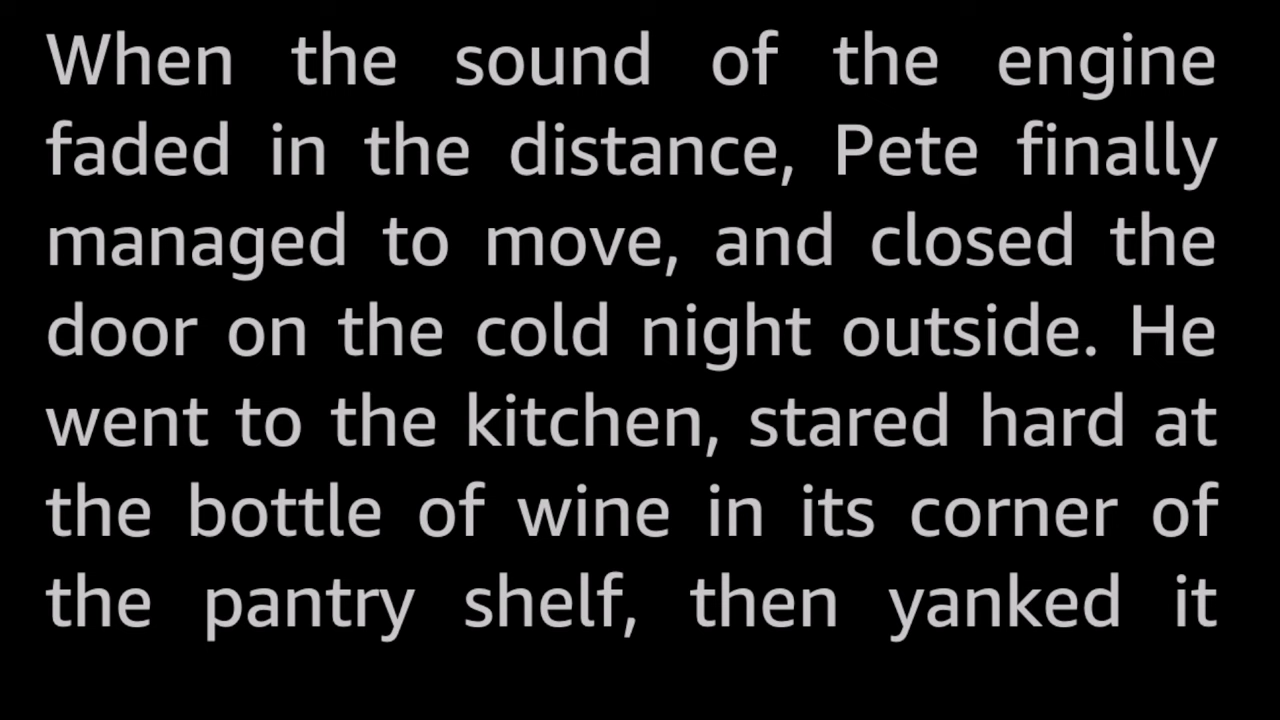 When the sound of the engine
faded in the distance, Pete finally
managed to move, and closed the
door on the cold night outside. He
went to the kitchen, stared hard at
the bottle of wine in its corner of
the pantry shelf, then yanked it